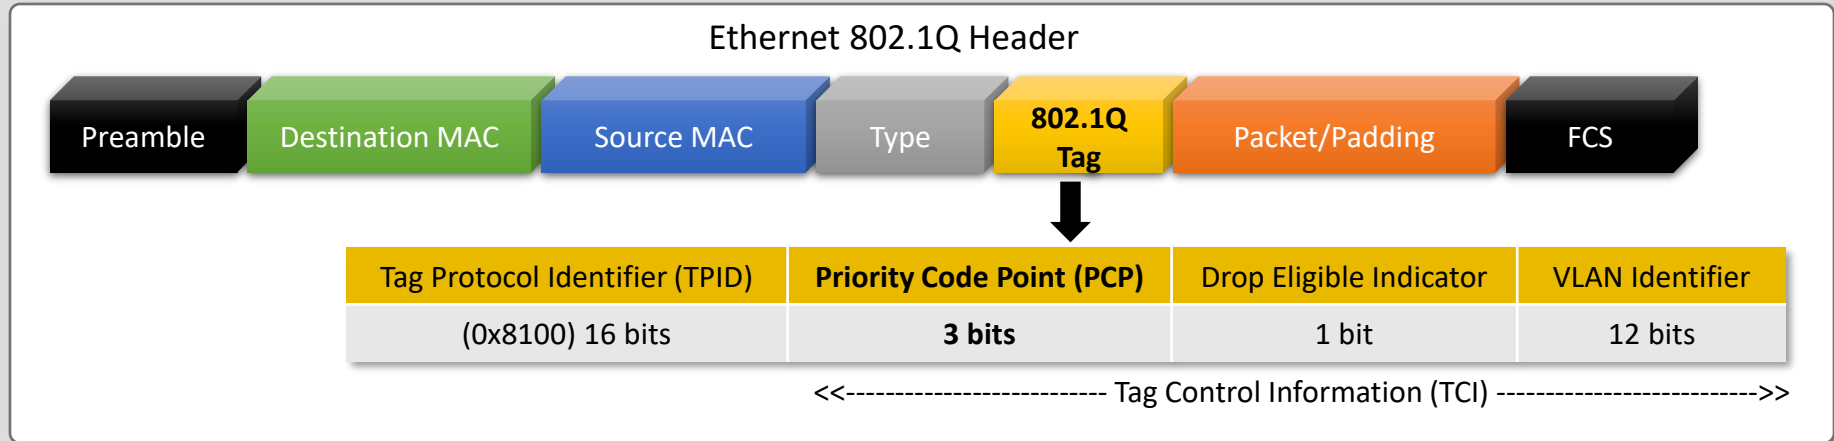 Ethernet 802.1Q Header
Preamble Destination MAC Source MAC Type 802.1Q Tag Packet/Padding FCS
Tag Protocol Identifier (TPID) Priority Code Point (PCP) Drop Eligible Indicator VLAN Identifier
(0x8100) 16 bits 3 bits 1 bit 12 bits
<<--------------------------- Tag Control Information (TCI) --------------------------->>